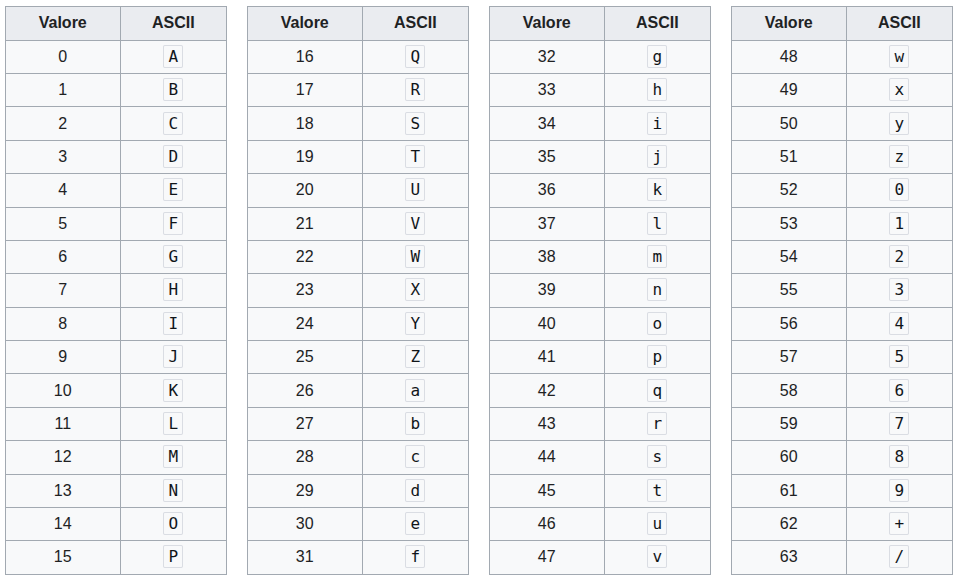 Valore ASCII Valore ASCII Valore ASCII Valore ASCII
0 A 16 Q 32 g 48 w
1 B 17 R 33 h 49 x
2 C 18 S 34 i 50 y
3 D 19 T 35 j 51 z
4 E 20 U 36 k 52 0
5 F 21 V 37 l 53 1
6 G 22 W 38 m 54 2
7 H 23 X 39 n 55 3
8 I 24 Y 40 o 56 4
9 J 25 Z 41 p 57 5
10 K 26 a 42 q 58 6
11 L 27 b 43 r 59 7
12 M 28 c 44 s 60 8
13 N 29 d 45 t 61 9
14 O 30 e 46 u 62 +
15 P 31 f 47 v 63 /